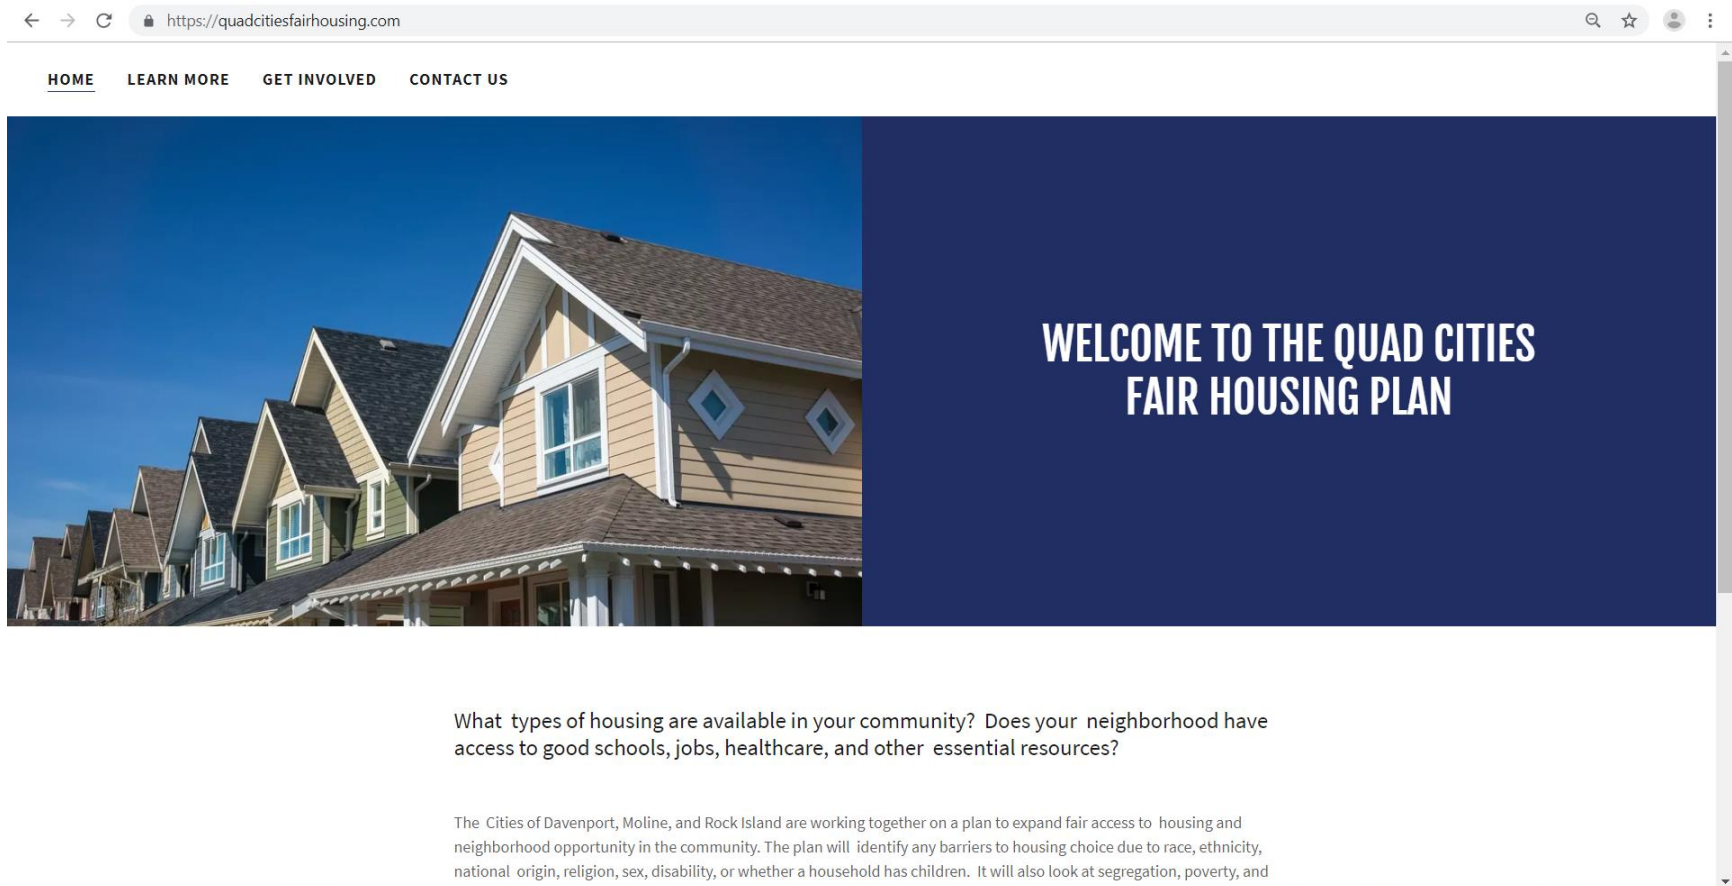 https://quadcitiesfairhousing.com
HOME LEARN MORE GET INVOLVED CONTACT US
WELCOME TO THE QUAD CITIES
FAIR HOUSING PLAN
What types of housing are available in your community? Does your neighborhood have
access to good schools, jobs, healthcare, and other essential resources?
The Cities of Davenport, Moline, and Rock Island are working together on a plan to expand fair access to housing and
neighborhood opportunity in the community. The plan will identify any barriers to housing choice due to race, ethnicity,
national origin, religion, sex, disability, or whether a household has children. It will also look at segregation, poverty, and